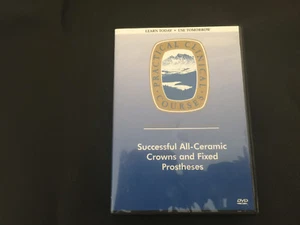 LEARN TODAY • USE TOMORROW
PRACTICAL CLINICAL
COURSES
Successful All-Ceramic
Crowns and Fixed
Prostheses
DVD